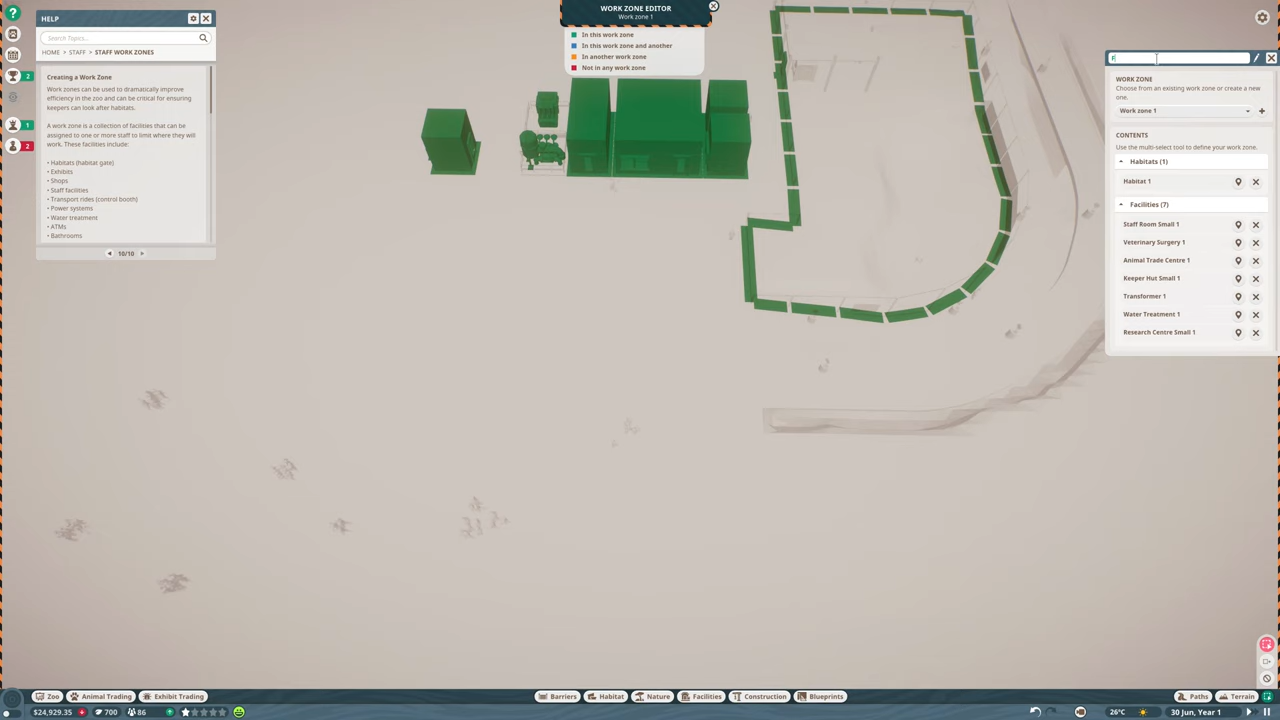 HELP
Search Topics...
HOME > STAFF > STAFF WORK ZONES
Creating a Work Zone
Work zones can be used to dramatically improve
efficiency in the zoo and can be critical for ensuring
keepers can look after habitats.
A work zone is a collection of facilities that can be
assigned to one or more staff to limit where they will
work. These facilities include:
• Habitats (habitat gate)
• Exhibits
• Shops
• Staff facilities
• Transport rides (control booth)
• Power systems
• Water treatment
• ATMs
• Bathrooms
10/10
2
1
2
WORK ZONE EDITOR
Work zone 1
In this work zone
In this work zone and another
In another work zone
Not in any work zone
F
WORK ZONE
Choose from an existing work zone or create a new
one.
Work zone 1
CONTENTS
Use the multi-select tool to define your work zone.
Habitats (1)
Habitat 1
Facilities (7)
Staff Room Small 1
Veterinary Surgery 1
Animal Trade Centre 1
Keeper Hut Small 1
Transformer 1
Water Treatment 1
Research Centre Small 1
Zoo
Animal Trading
Exhibit Trading
Barriers
Habitat
Nature
Facilities
Construction
Blueprints
Paths
Terrain
$24,929.35
700
86
26°C
30 Jun, Year 1